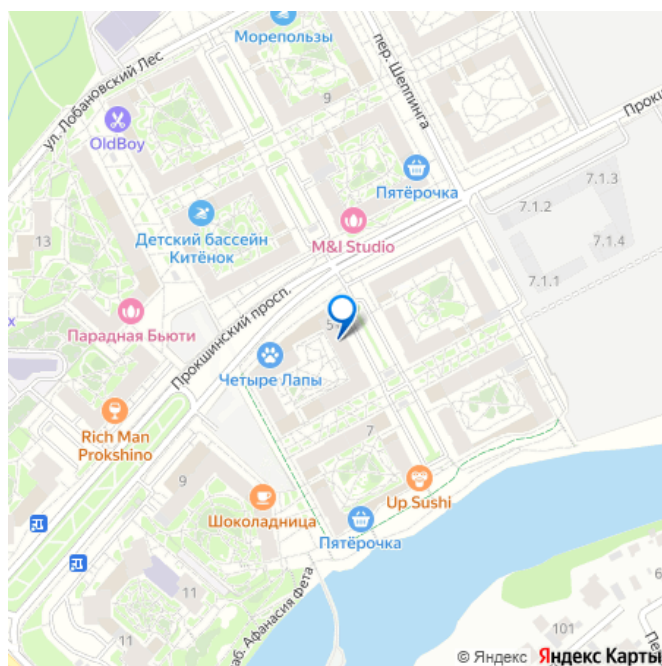 Морепользы
9
ул. Лобановский Лес
пер. Шеппинга
OldBoy
Пятёрочка
7.1.3
7.1.2
7.1.4
7.1.1
Детский бассейн
Китёнок
13
M&I Studio
Прокшинский просп.
Парадная Бьюти
Четыре Лапы
Rich Man
Prokshino
7
9
Up Sushi
Шоколадница
Пятёрочка
11
11
наб. Афанасия Фета
101
6
© Яндекс Яндекс Карты